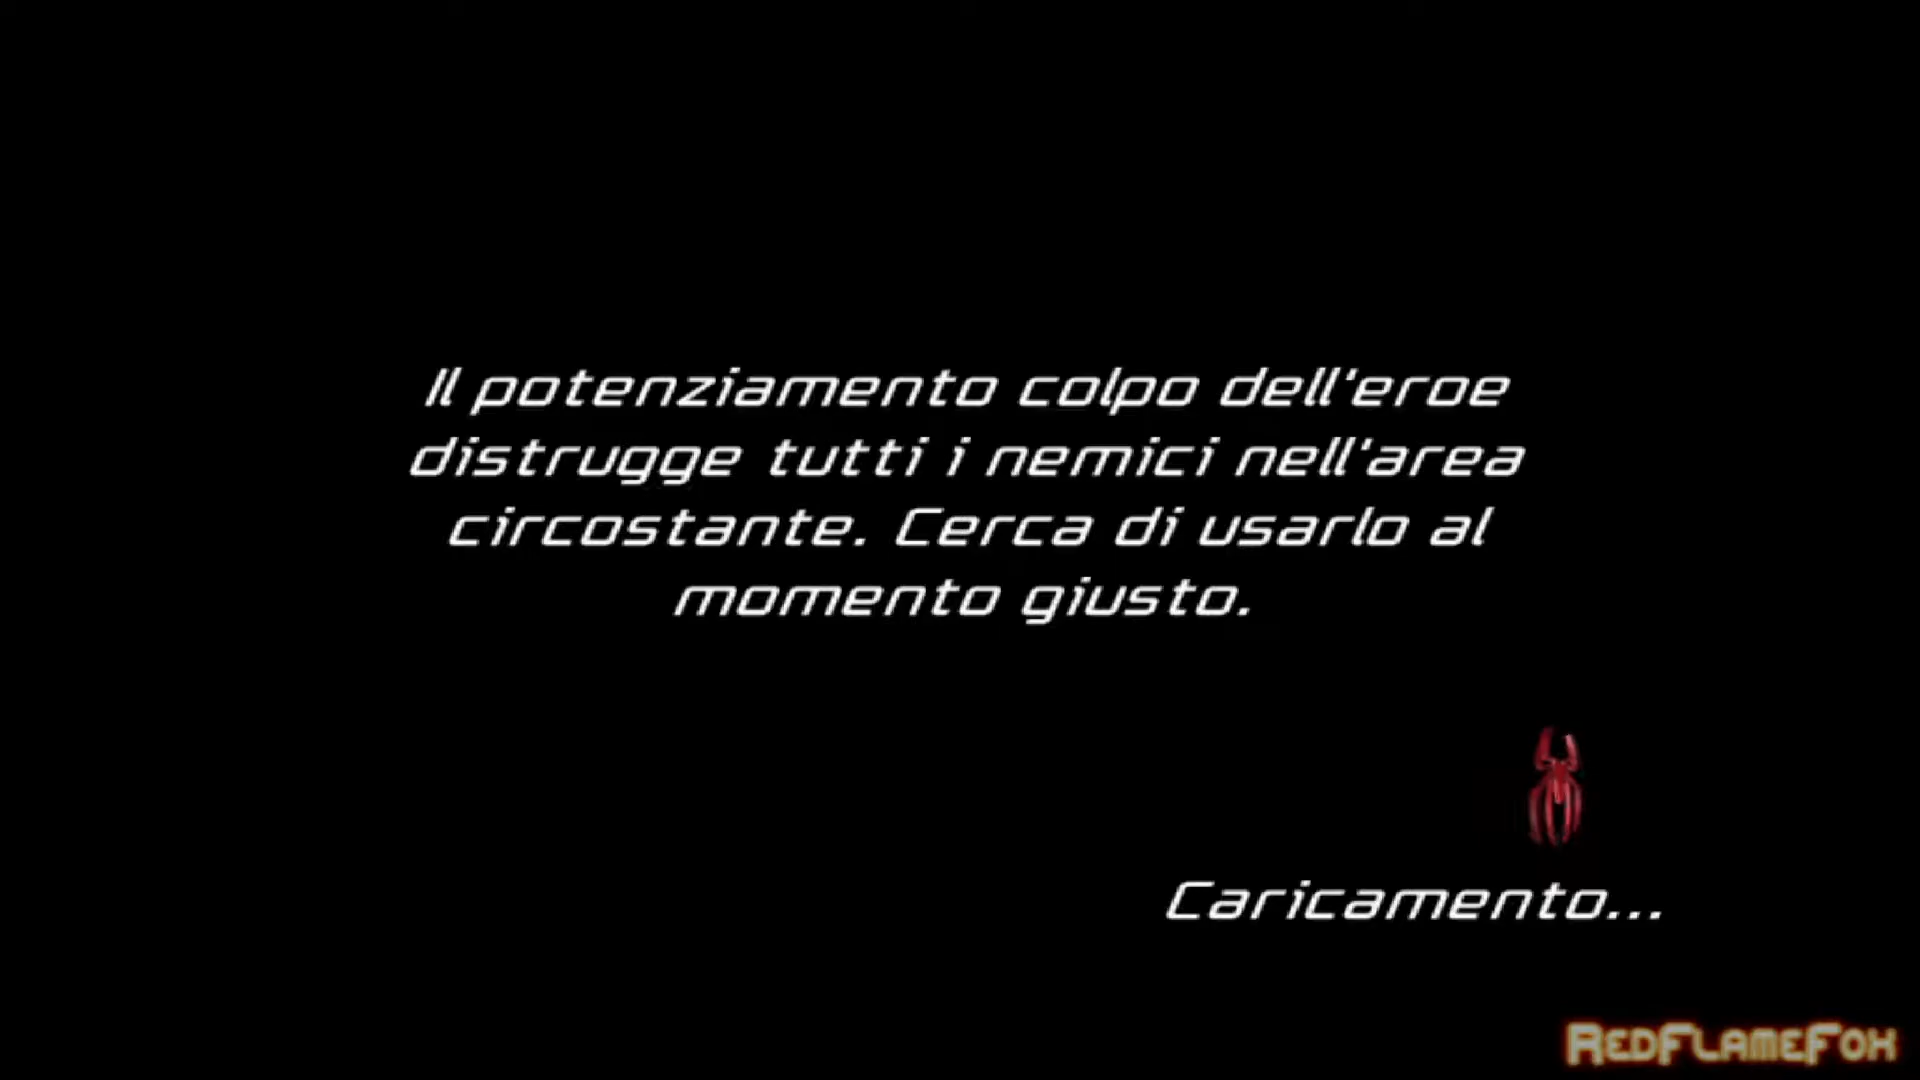 Il potenziamento colpo dell'eroe
distrugge tutti i nemici nell'area
circostante. Cerca di usarlo al
momento giusto.
Caricamento...
RedFlameFox